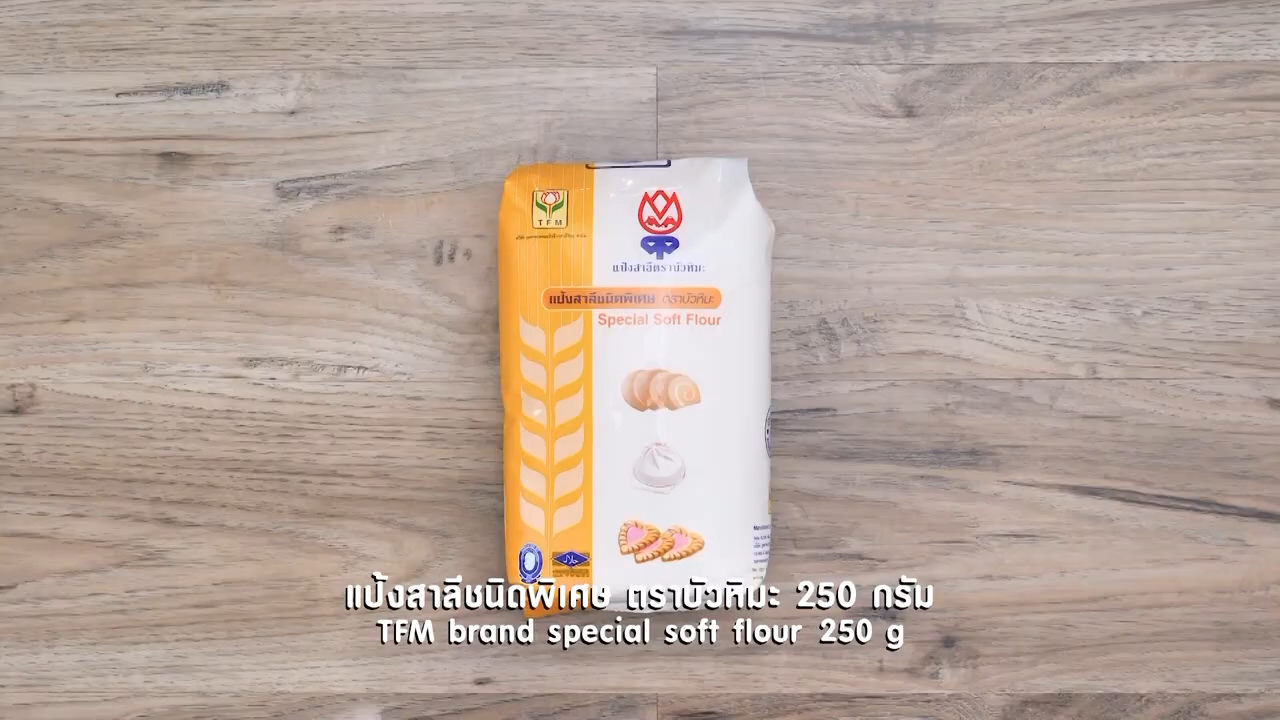 TFM
แป้งสาลีตราบัวหิมะ
แป้งสาลีชนิดพิเศษ ตราบัวหิมะ
Special Soft Flour
แป้งสาลีชนิดพิเศษ ตราบัวหิมะ 250 กรัม
TFM brand special soft flour 250 g